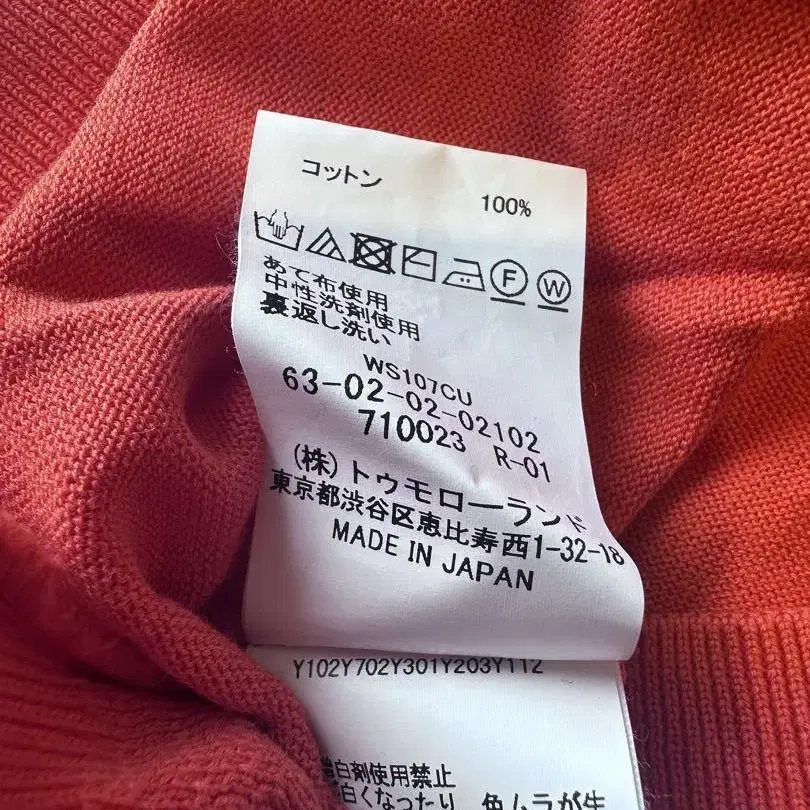 コットン 100%
F W
あて布使用
中性洗剤使用
裏返し洗い
WS107CU
63-02-02-02102
710023 R-01
(株)トゥモローランド
東京都渋谷区恵比寿西1-32-18
MADE IN JAPAN
Y102Y702Y301Y203Y112
白剤使用禁止
白くなったり 色ムラが生